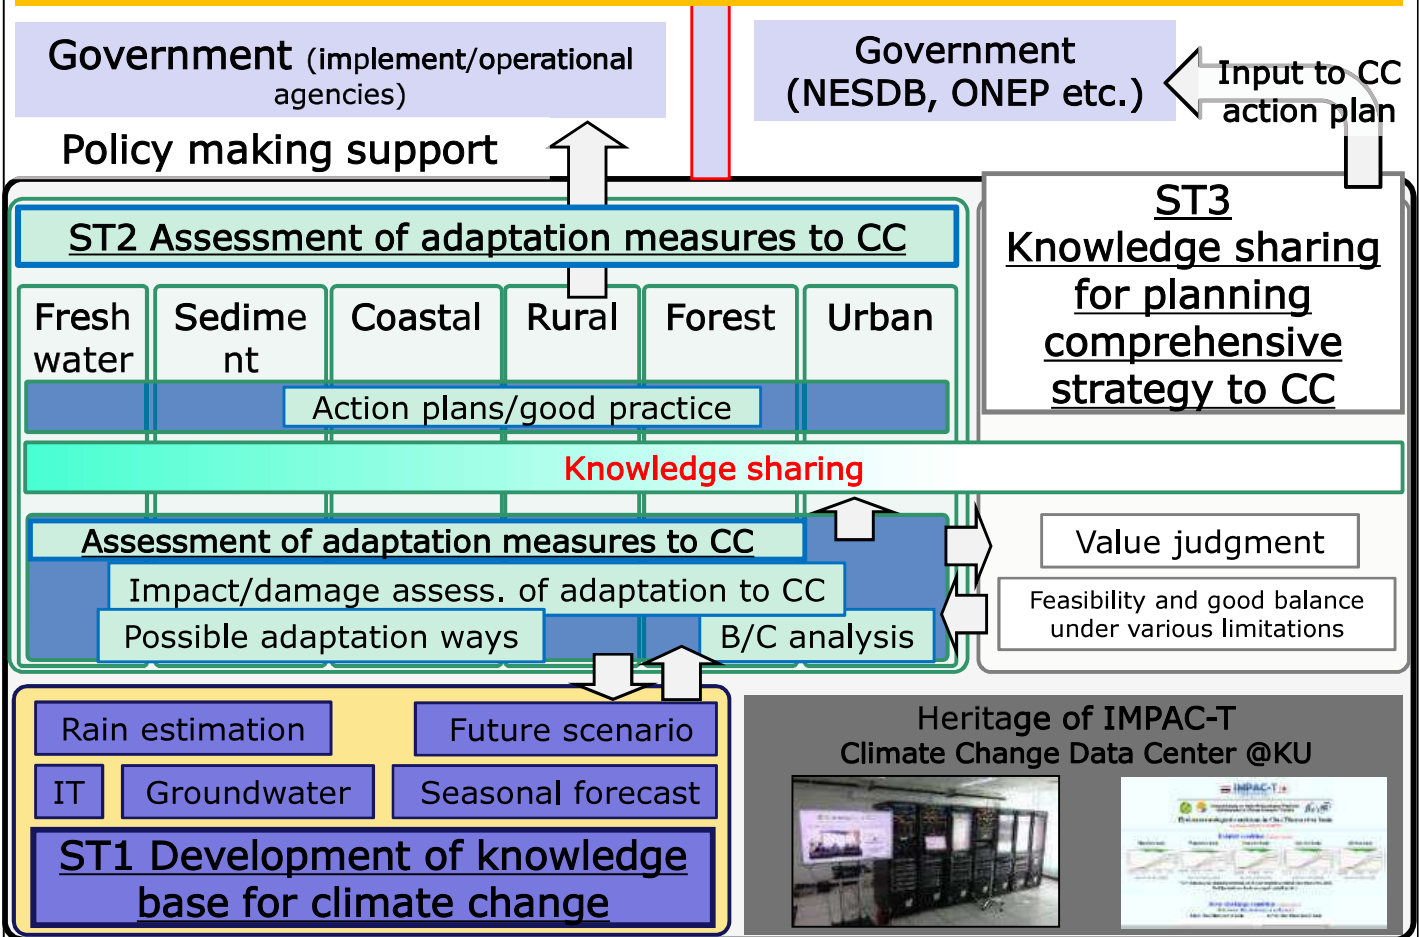 Government (implement/operational
agencies)
Government
(NESDB, ONEP etc.)
Input to CC
action plan
Policy making support
ST2 Assessment of adaptation measures to CC
Fresh
water
Sedime
nt
Coastal
Rural
Forest
Urban
Action plans/good practice
Knowledge sharing
Assessment of adaptation measures to CC
Impact/damage assess. of adaptation to CC
Possible adaptation ways
B/C analysis
ST3
Knowledge sharing
for planning
comprehensive
strategy to CC
Value judgment
Feasibility and good balance
under various limitations
Rain estimation
Future scenario
IT
Groundwater
Seasonal forecast
ST1 Development of knowledge
base for climate change
Heritage of IMPAC-T
Climate Change Data Center @KU
IMPAC-T